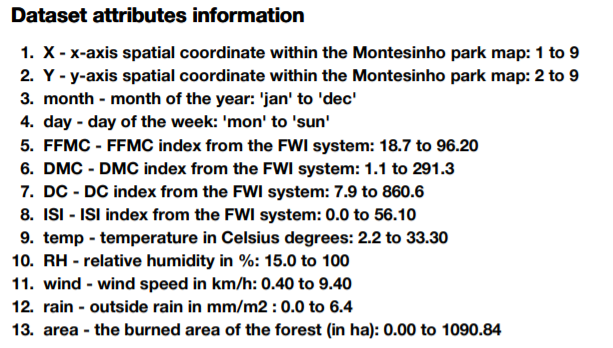 Dataset attributes information
1. X - x-axis spatial coordinate within the Montesinho park map: 1 to 9
2. Y - y-axis spatial coordinate within the Montesinho park map: 2 to 9
3. month - month of the year: 'jan' to 'dec'
4. day - day of the week: 'mon' to 'sun'
5. FFMC - FFMC index from the FWI system: 18.7 to 96.20
6. DMC - DMC index from the FWI system: 1.1 to 291.3
7. DC - DC index from the FWI system: 7.9 to 860.6
8. ISI - ISI index from the FWI system: 0.0 to 56.10
9. temp - temperature in Celsius degrees: 2.2 to 33.30
10. RH - relative humidity in %: 15.0 to 100
11. wind - wind speed in km/h: 0.40 to 9.40
12. rain - outside rain in mm/m2 : 0.0 to 6.4
13. area - the burned area of the forest (in ha): 0.00 to 1090.84